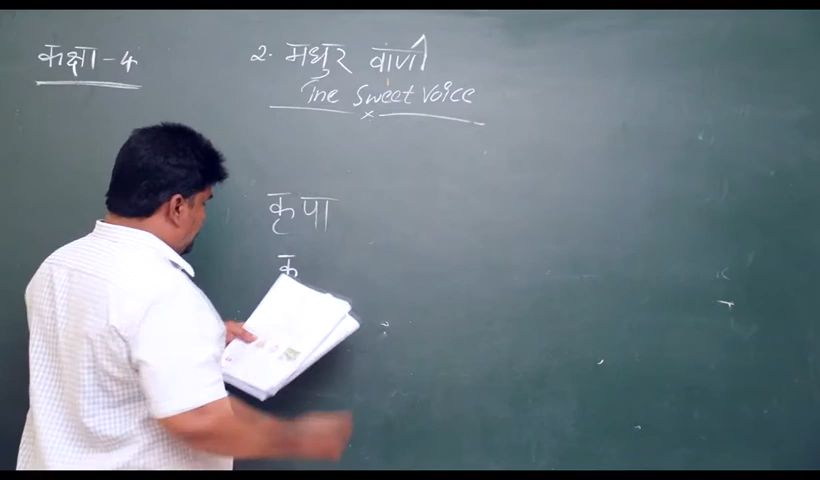 कक्षा - 4
2. मधुर वाणी
The Sweet Voice
x
कृपा
क